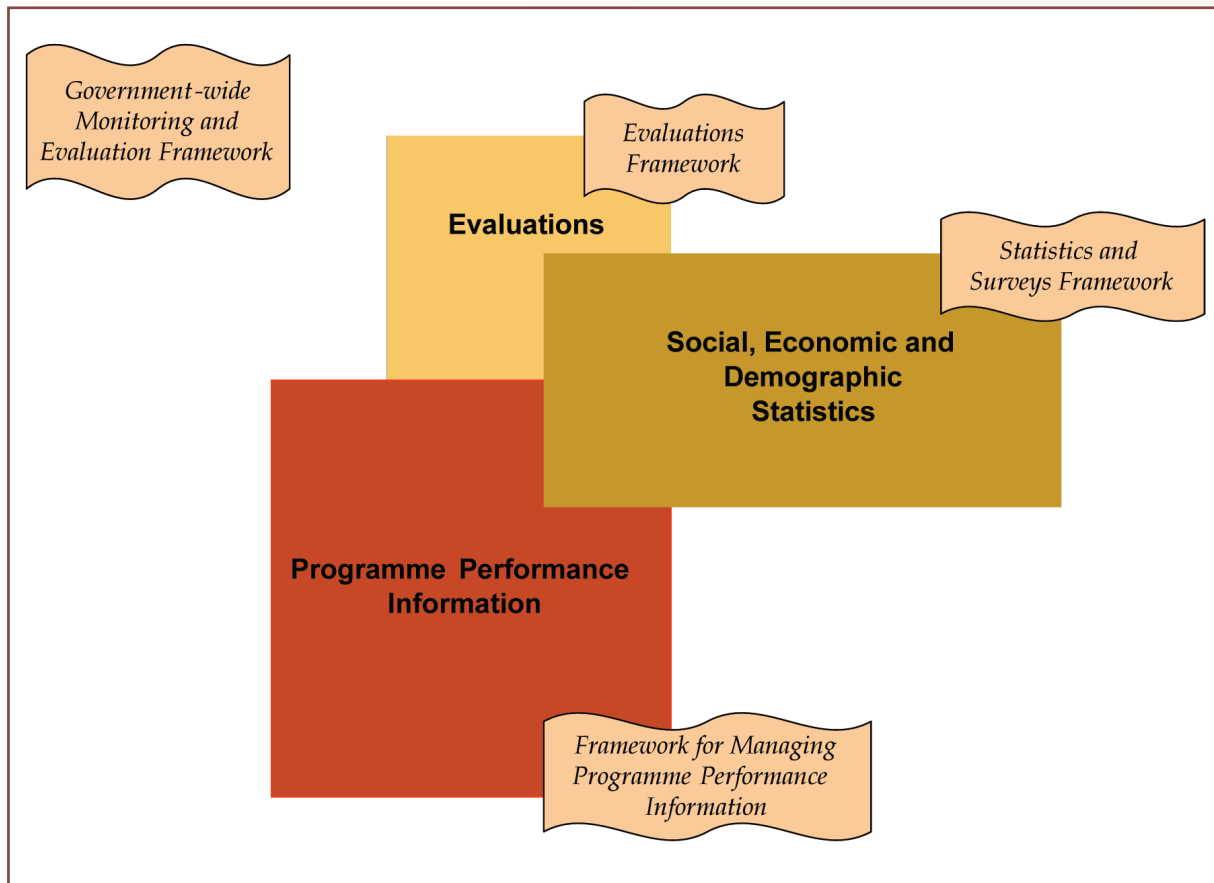 Government-wide
Monitoring and
Evaluation Framework
Evaluations
Framework
Evaluations
Statistics and
Surveys Framework
Social, Economic and
Demographic
Statistics
Programme Performance
Information
Framework for Managing
Programme Performance
Information